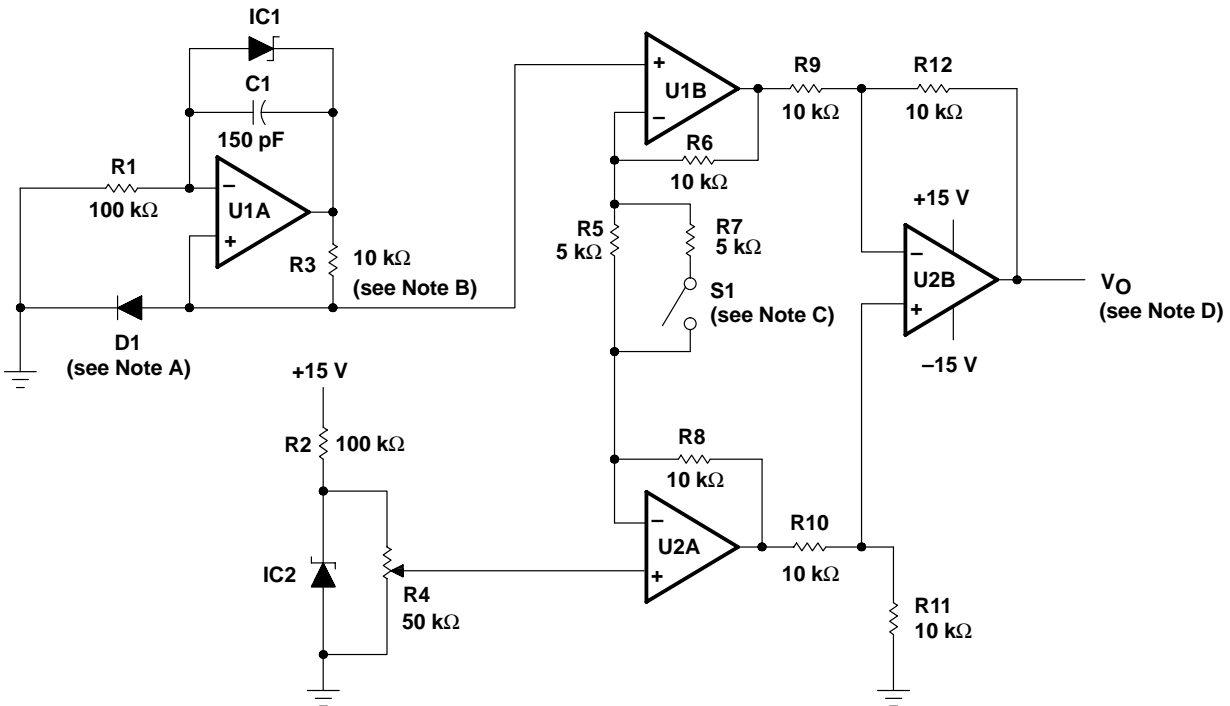 IC1
C1
150 pF
R1
100 kΩ
−
U1A
+
R3
10 kΩ
(see Note B)
D1
(see Note A)
+15 V
R2
100 kΩ
IC2
R4
50 kΩ
+
U1B
−
R6
10 kΩ
R5
5 kΩ
R7
5 kΩ
S1
(see Note C)
R8
10 kΩ
−
U2A
+
R9
10 kΩ
R12
10 kΩ
+15 V
−
U2B
+
–15 V
VO
(see Note D)
R10
10 kΩ
R11
10 kΩ